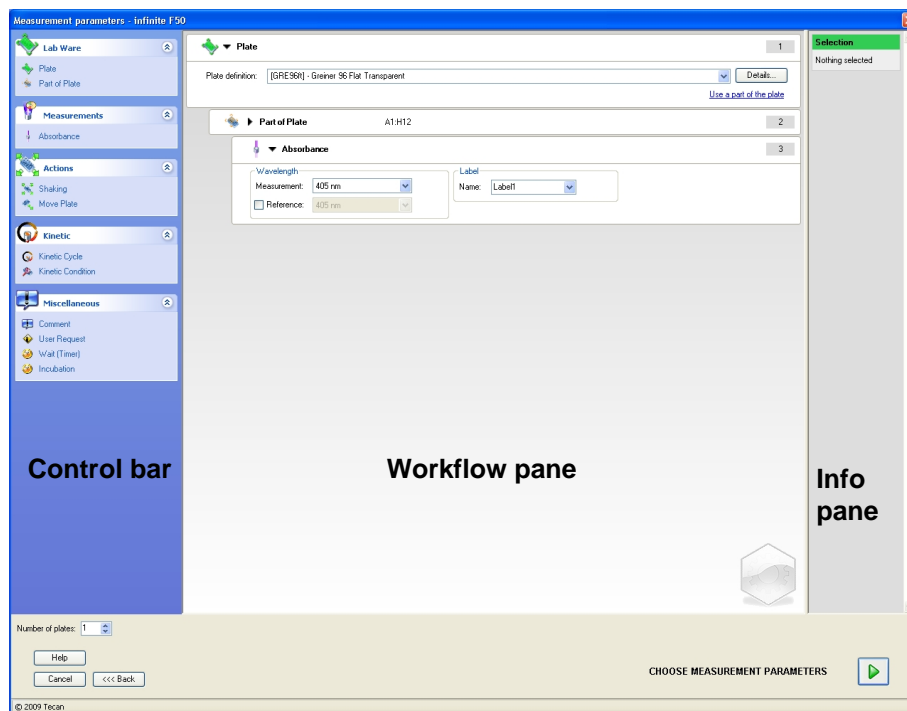 Measurement parameters - infinite F50
Lab Ware
Plate
Part of Plate
Measurements
Absorbance
Actions
Shaking
Move Plate
Kinetic
Kinetic Cycle
Kinetic Condition
Miscellaneous
Comment
User Request
Wait (Timer)
Incubation
Control bar
Plate 1
Plate definition: [GRE96ft] - Greiner 96 Flat Transparent Details...
Use a part of the plate
Part of Plate A1:H12 2
Absorbance 3
Wavelength Label
Measurement: 405 nm Name: Label1
Reference: 405 nm
Workflow pane
Selection
Nothing selected
Info
pane
Number of plates: 1
Help
Cancel <<< Back
CHOOSE MEASUREMENT PARAMETERS
© 2009 Tecan